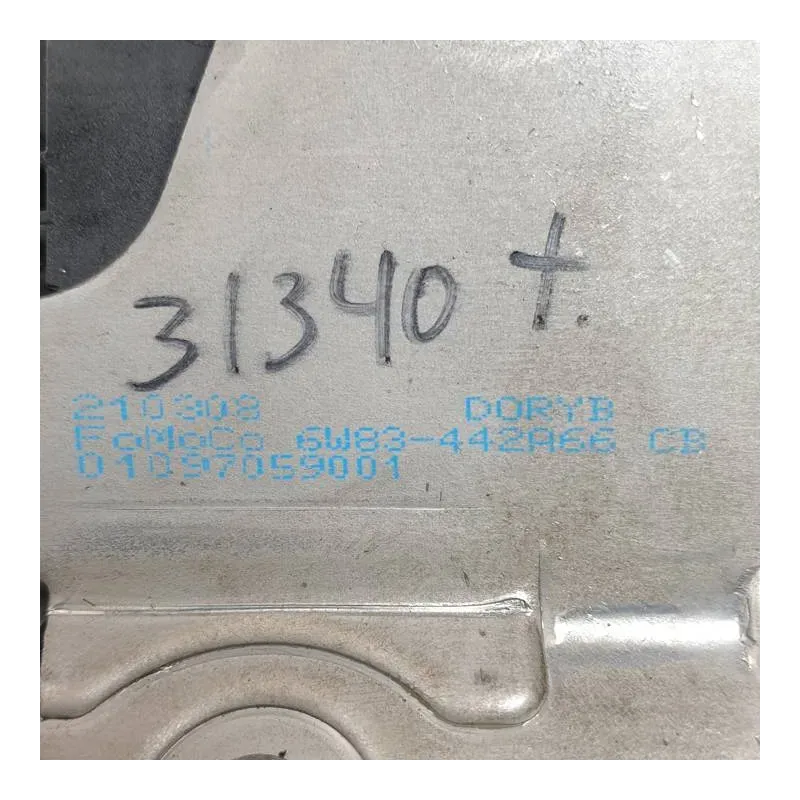 31340 t.
210308 DORYB
FoMoCo 6W83-442A66 CB
01097059001